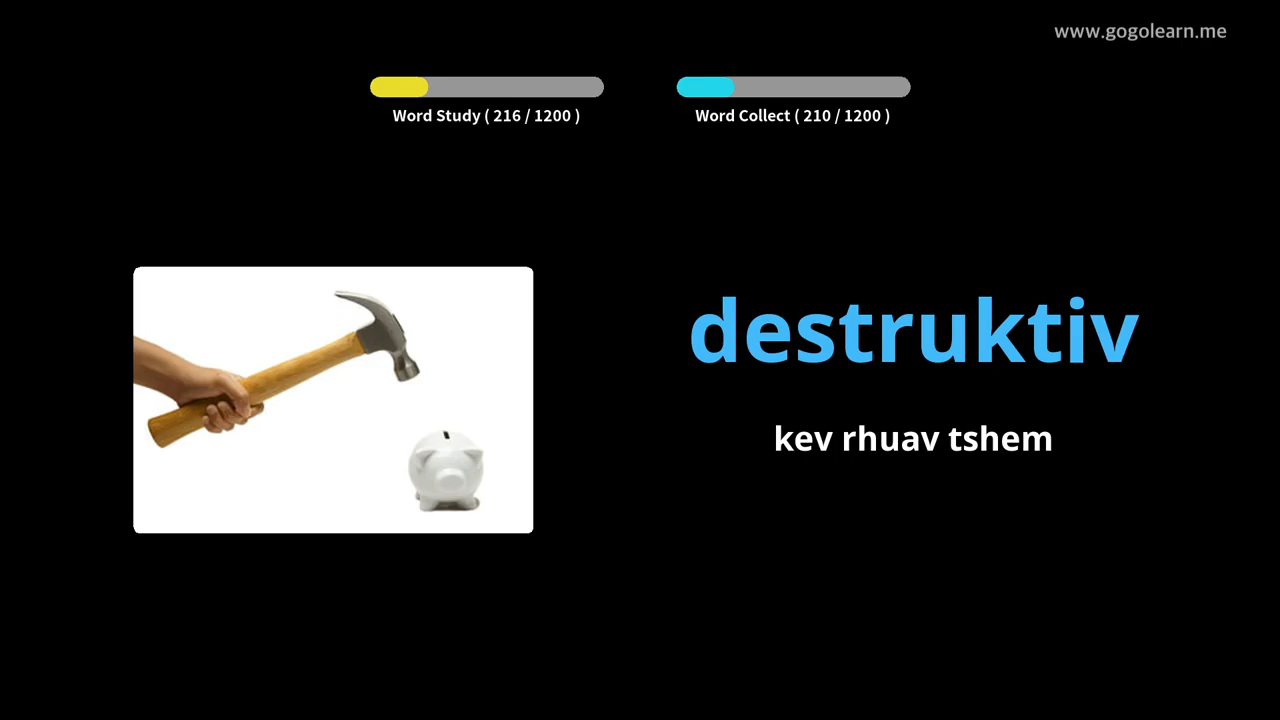 www.gogolearn.me
Word Study ( 216 / 1200 )
Word Collect ( 210 / 1200 )
destruktiv
kev rhuav tshem